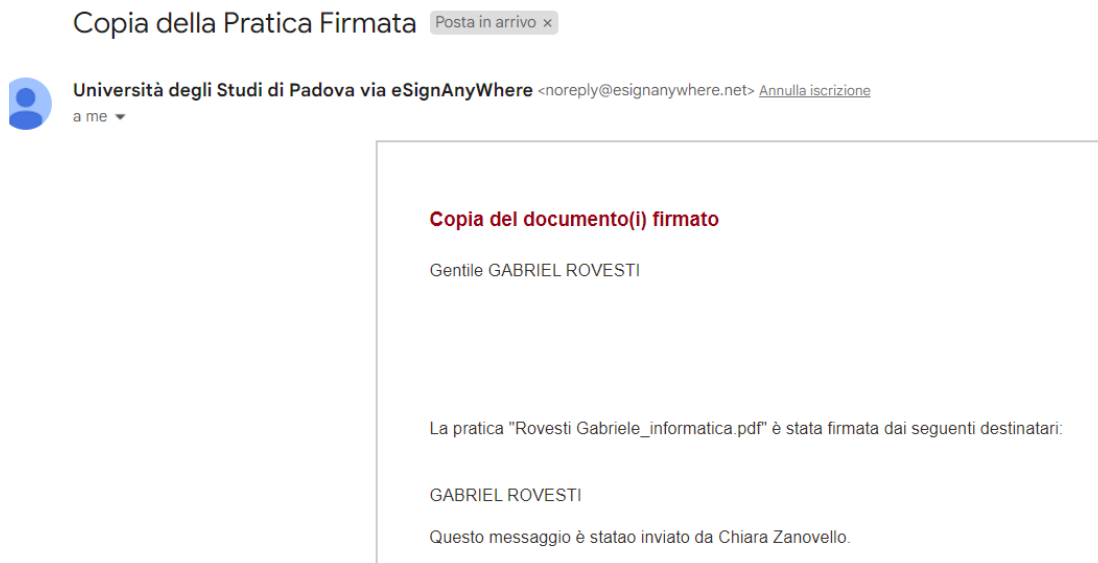 Copia della Pratica Firmata Posta in arrivo ×
Università degli Studi di Padova via eSignAnyWhere <noreply@esignanywhere.net> Annulla iscrizione
a me
Copia del documento(i) firmato
Gentile GABRIEL ROVESTI
La pratica "Rovesti Gabriele_informatica.pdf" è stata firmata dai seguenti destinatari:
GABRIEL ROVESTI
Questo messaggio è statao inviato da Chiara Zanovello.